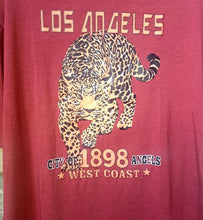 LOS ANGELES
CITY OF 1898 ANGELS
WEST COAST